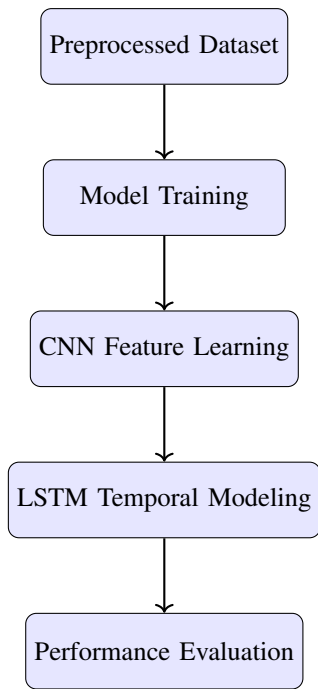 Preprocessed Dataset
Model Training
CNN Feature Learning
LSTM Temporal Modeling
Performance Evaluation